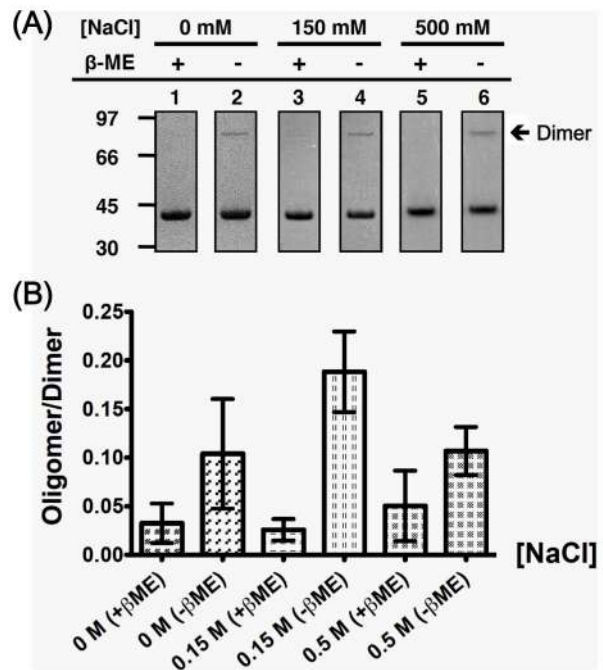 (A)
[NaCl] 0 mM 150 mM 500 mM
β-ME + - + - + -
1 2 3 4 5 6
97
← Dimer
66
45
30
(B)
0.25
0.20
0.15
0.10
0.05
0.00
Oligomer/Dimer
[NaCl]
0 M (+βME)
0 M (-βME)
0.15 M (+βME)
0.15 M (-βME)
0.5 M (+βME)
0.5 M (-βME)